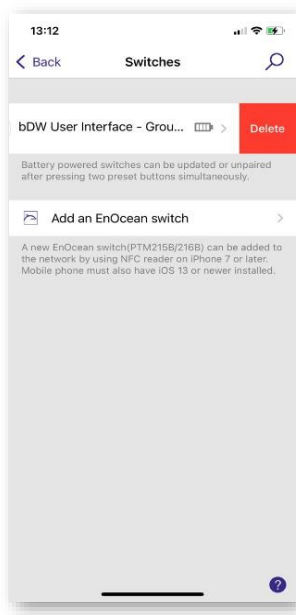 13:12
Back Switches
bDW User Interface - Grou... Delete
Battery powered switches can be updated or unpaired
after pressing two preset buttons simultaneously.
Add an EnOcean switch
A new EnOcean switch(PTM215B/216B) can be added to
the network by using NFC reader on iPhone 7 or later.
Mobile phone must also have iOS 13 or newer installed.
?